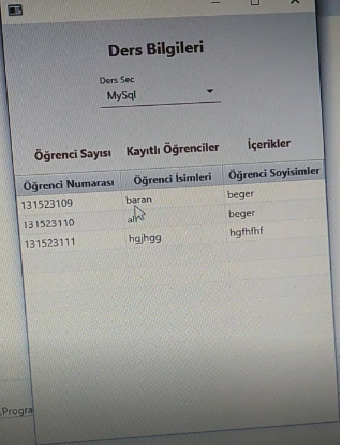 Ders Bilgileri
Ders Sec
MySql
Öğrenci Sayısı Kayıtlı Öğrenciler İçerikler
Öğrenci Numarası Öğrenci İsimleri Öğrenci Soyisimler
131523109 baran beger
131523110 beger
131523111 hgjhgg hgfhfhf
Progra